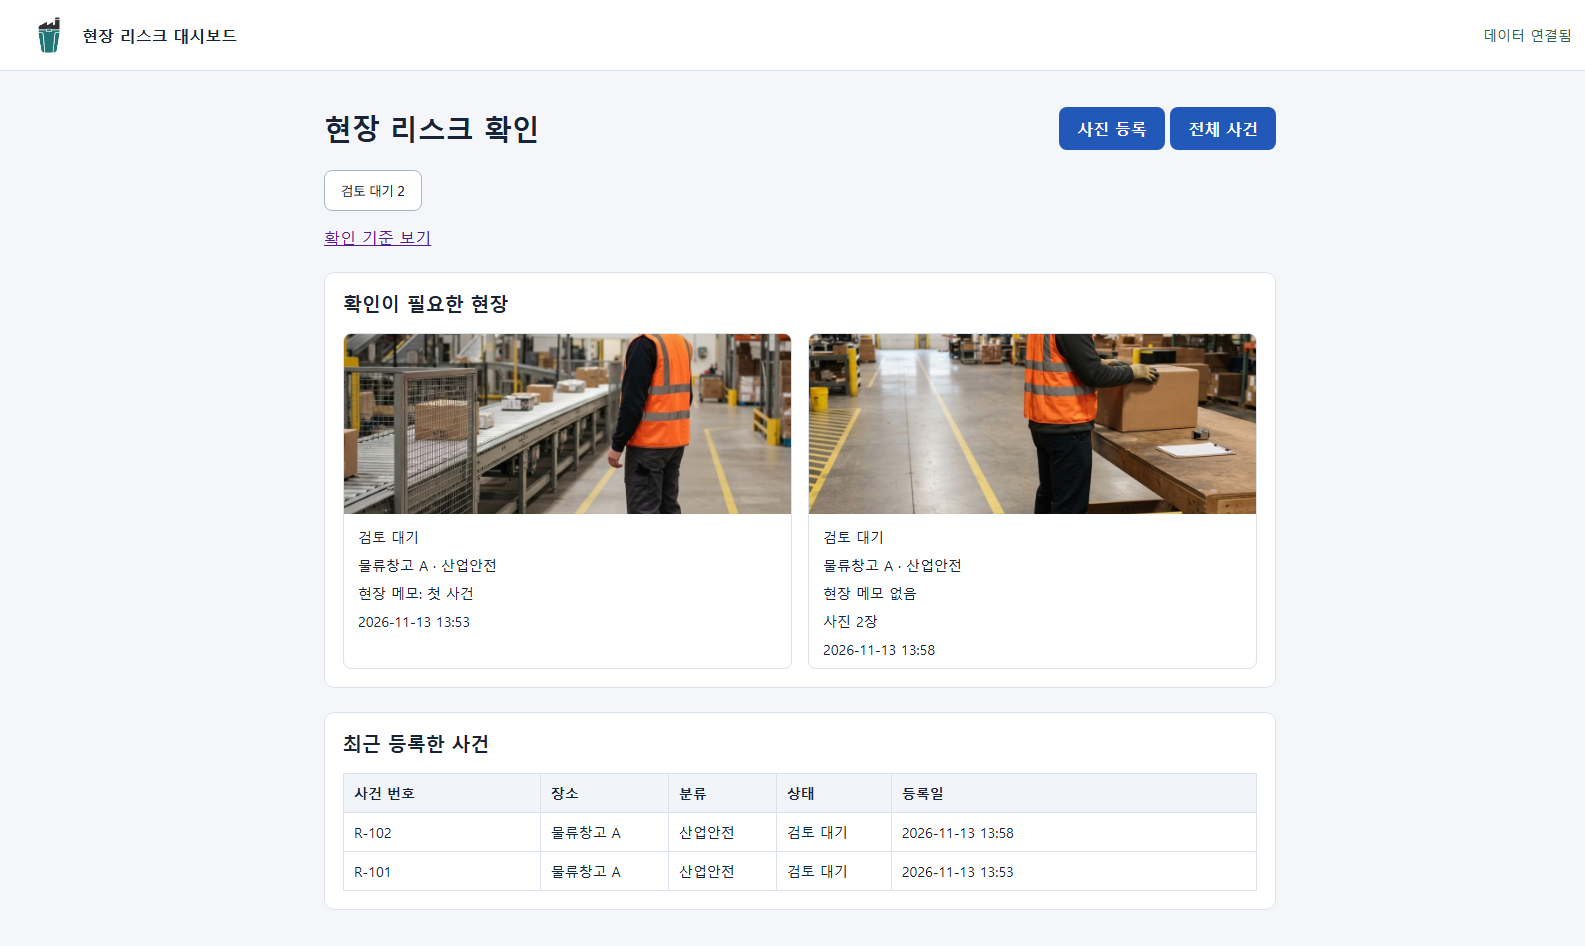 현장 리스크 대시보드
데이터 연결됨
현장 리스크 확인
사진 등록
전체 사건
검토 대기 2
확인 기준 보기
확인이 필요한 현장
검토 대기
물류창고 A · 산업안전
현장 메모: 첫 사건
2026-11-13 13:53
검토 대기
물류창고 A · 산업안전
현장 메모 없음
사진 2장
2026-11-13 13:58
최근 등록한 사건
사건 번호 장소 분류 상태 등록일
R-102 물류창고 A 산업안전 검토 대기 2026-11-13 13:58
R-101 물류창고 A 산업안전 검토 대기 2026-11-13 13:53